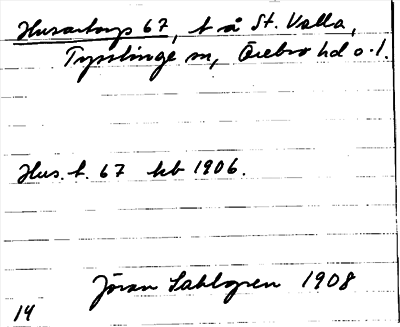 Husartorp 67, t å St. Valla,
Tysslinge sn, Örebro hd o. l.
Hus. t. 67 kb 1906.
Jöran Sahlgren 1908
14